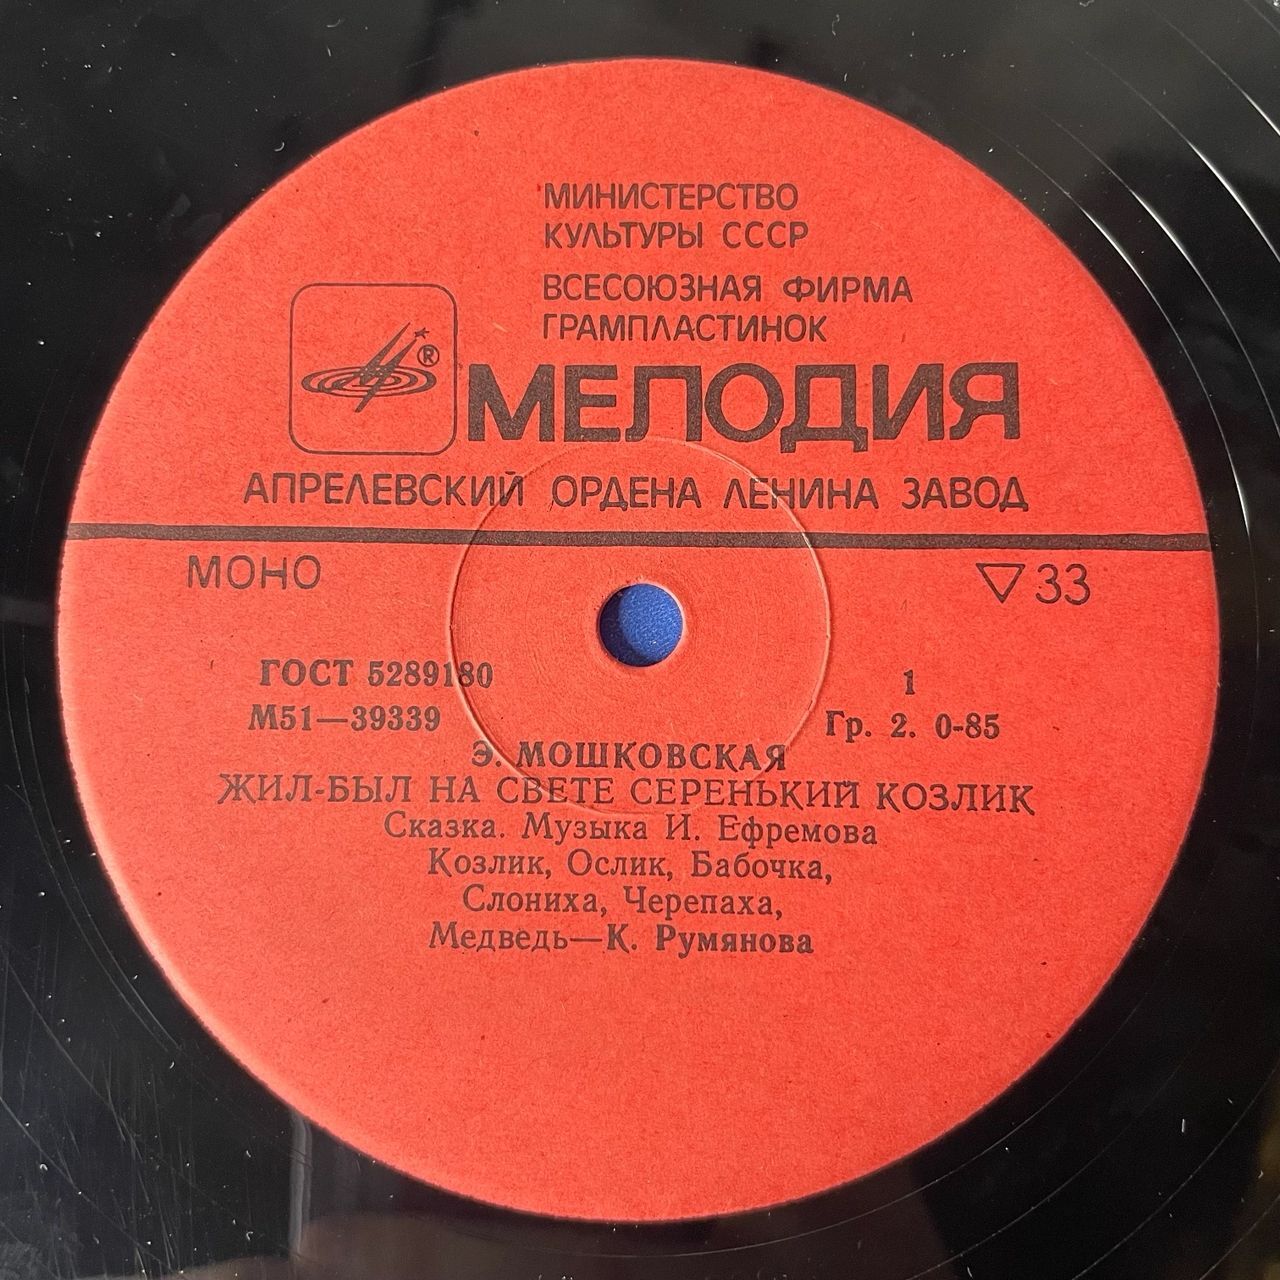 МИНИСТЕРСТВО
КУЛЬТУРЫ СССР
ВСЕСОЮЗНАЯ ФИРМА
ГРАМПЛАСТИНОК
®
МЕЛОДИЯ
АПРЕЛЕВСКИЙ ОРДЕНА ЛЕНИНА ЗАВОД
МОНО
▽33
ГОСТ 5289180
1
М51—39339
Гр. 2. 0-85
Э. МОШКОВСКАЯ
ЖИЛ-БЫЛ НА СВЕТЕ СЕРЕНЬКИЙ КОЗЛИК
Сказка. Музыка И. Ефремова
Козлик, Ослик, Бабочка,
Слониха, Черепаха,
Медведь—К. Румянова